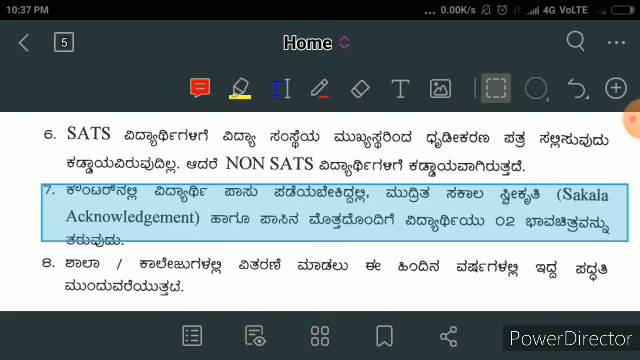 10:37 PM
... 0.00K/s 4G VoLTE
5
Home
T
T
6. SATS ವಿದ್ಯಾರ್ಥಿಗಳಿಗೆ ವಿದ್ಯಾ ಸಂಸ್ಥೆಯ ಮುಖ್ಯಸ್ಥರಿಂದ ಧೃಡೀಕರಣ ಪತ್ರ ಸಲ್ಲಿಸುವುದು
ಕಡ್ಡಾಯವಿರುವುದಿಲ್ಲ. ಆದರೆ NON SATS ವಿದ್ಯಾರ್ಥಿಗಳಿಗೆ ಕಡ್ಡಾಯವಾಗಿರುತ್ತದೆ.
7. ಕೌಂಟರ್‌ನಲ್ಲಿ ವಿದ್ಯಾರ್ಥಿ ಪಾಸು ಪಡೆಯಬೇಕಿದ್ದಲ್ಲಿ, ಮುದ್ರಿತ ಸಕಾಲ ಸ್ವೀಕೃತಿ (Sakala
Acknowledgement) ಹಾಗೂ ಪಾಸಿನ ಮೊತ್ತದೊಂದಿಗೆ ವಿದ್ಯಾರ್ಥಿಯು 02 ಭಾವಚಿತ್ರವನ್ನು
ತರುವುದು.
8. ಶಾಲಾ / ಕಾಲೇಜುಗಳಲ್ಲಿ ವಿತರಣೆ ಮಾಡಲು ಈ ಹಿಂದಿನ ವರ್ಷಗಳಲ್ಲಿ ಇದ್ದ ಪದ್ಧತಿ
ಮುಂದುವರೆಯುತ್ತದೆ.
PowerDirector